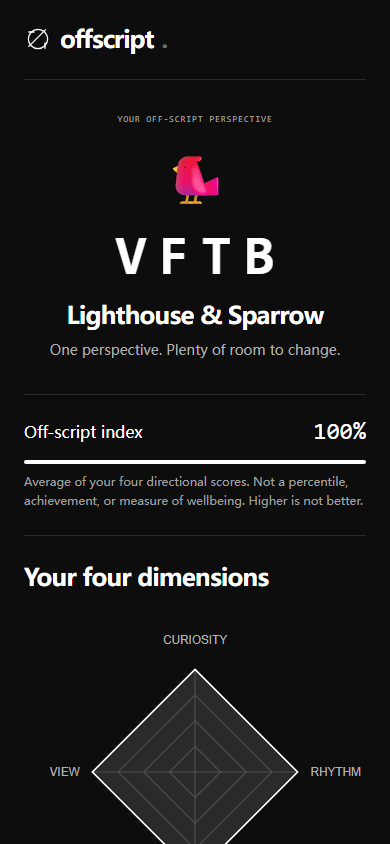 offscript .
YOUR OFF-SCRIPT PERSPECTIVE
VFTB
Lighthouse & Sparrow
One perspective. Plenty of room to change.
Off-script index 100%
Average of your four directional scores. Not a percentile,
achievement, or measure of wellbeing. Higher is not better.
Your four dimensions
CURIOSITY
VIEW RHYTHM